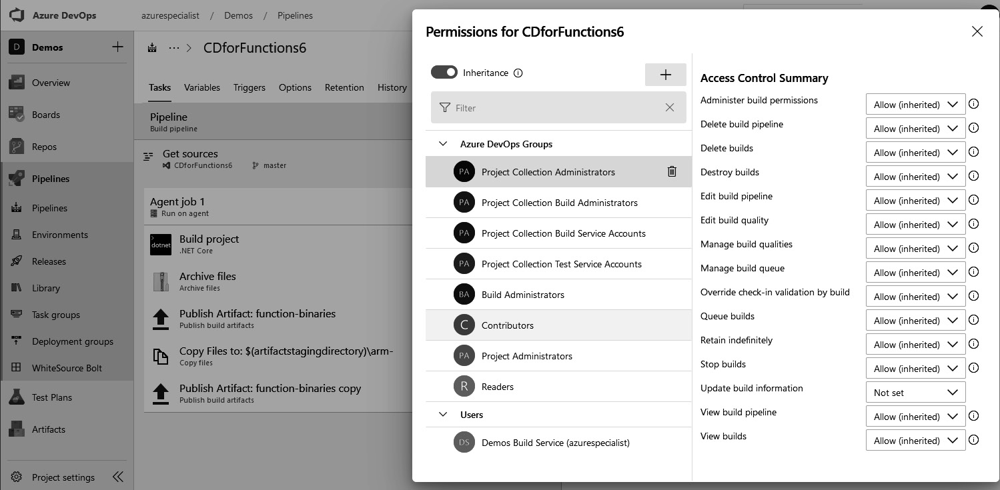 Azure DevOps
azurespecialist / Demos / Pipelines
D Demos
Overview
Boards
Repos
Pipelines
Pipelines
Environments
Releases
Library
Task groups
Deployment groups
WhiteSource Bolt
Test Plans
Artifacts
Project settings
··· > CDforFunctions6
Tasks Variables Triggers Options Retention History
Pipeline
Build pipeline
Get sources
CDforFunctions6 master
Agent job 1
Run on agent
dotnet
Build project
.NET Core
Archive files
Archive files
Publish Artifact: function-binaries
Publish build artifacts
Copy Files to: $(artifactstagingdirectory)\arm-
Copy files
Publish Artifact: function-binaries copy
Publish build artifacts
Permissions for CDforFunctions6
Inheritance
Filter
Azure DevOps Groups
PA Project Collection Administrators
PA Project Collection Build Administrators
PA Project Collection Build Service Accounts
PA Project Collection Test Service Accounts
BA Build Administrators
C Contributors
PA Project Administrators
R Readers
Users
DS Demos Build Service (azurespecialist)
Access Control Summary
Administer build permissions Allow (inherited)
Delete build pipeline Allow (inherited)
Delete builds Allow (inherited)
Destroy builds Allow (inherited)
Edit build pipeline Allow (inherited)
Edit build quality Allow (inherited)
Manage build qualities Allow (inherited)
Manage build queue Allow (inherited)
Override check-in validation by build Allow (inherited)
Queue builds Allow (inherited)
Retain indefinitely Allow (inherited)
Stop builds Allow (inherited)
Update build information Not set
View build pipeline Allow (inherited)
View builds Allow (inherited)